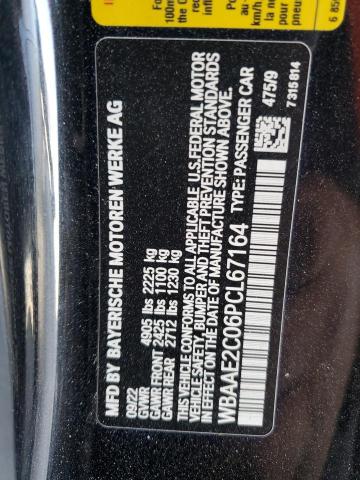 MFD BY BAYERISCHE MOTOREN WERKE AG
09/22
GVWR 4905 lbs 2225 kg
GAWR FRONT 2425 lbs 1100 kg
GAWR REAR 2712 lbs 1230 kg
THIS VEHICLE CONFORMS TO ALL APPLICABLE U.S.FEDERAL MOTOR
VEHICLE SAFETY, BUMPER AND THEFT PREVENTION STANDARDS
IN EFFECT ON THE DATE OF MANUFACTURE SHOWN ABOVE.
WBAAE2C06PCL67164 TYPE: PASSENGER CAR
475/9
7 315 814